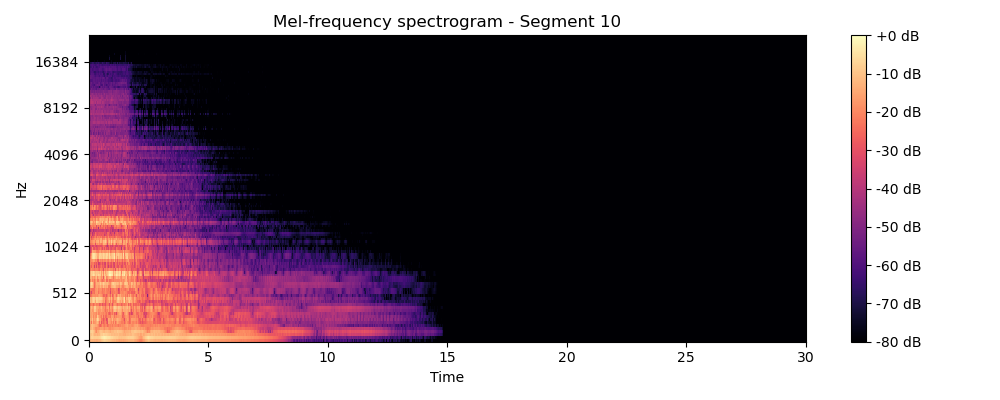 Mel-frequency spectrogram - Segment 10
16384
8192
4096
2048
1024
512
0
Hz
0 5 10 15 20 25 30
Time
+0 dB
-10 dB
-20 dB
-30 dB
-40 dB
-50 dB
-60 dB
-70 dB
-80 dB